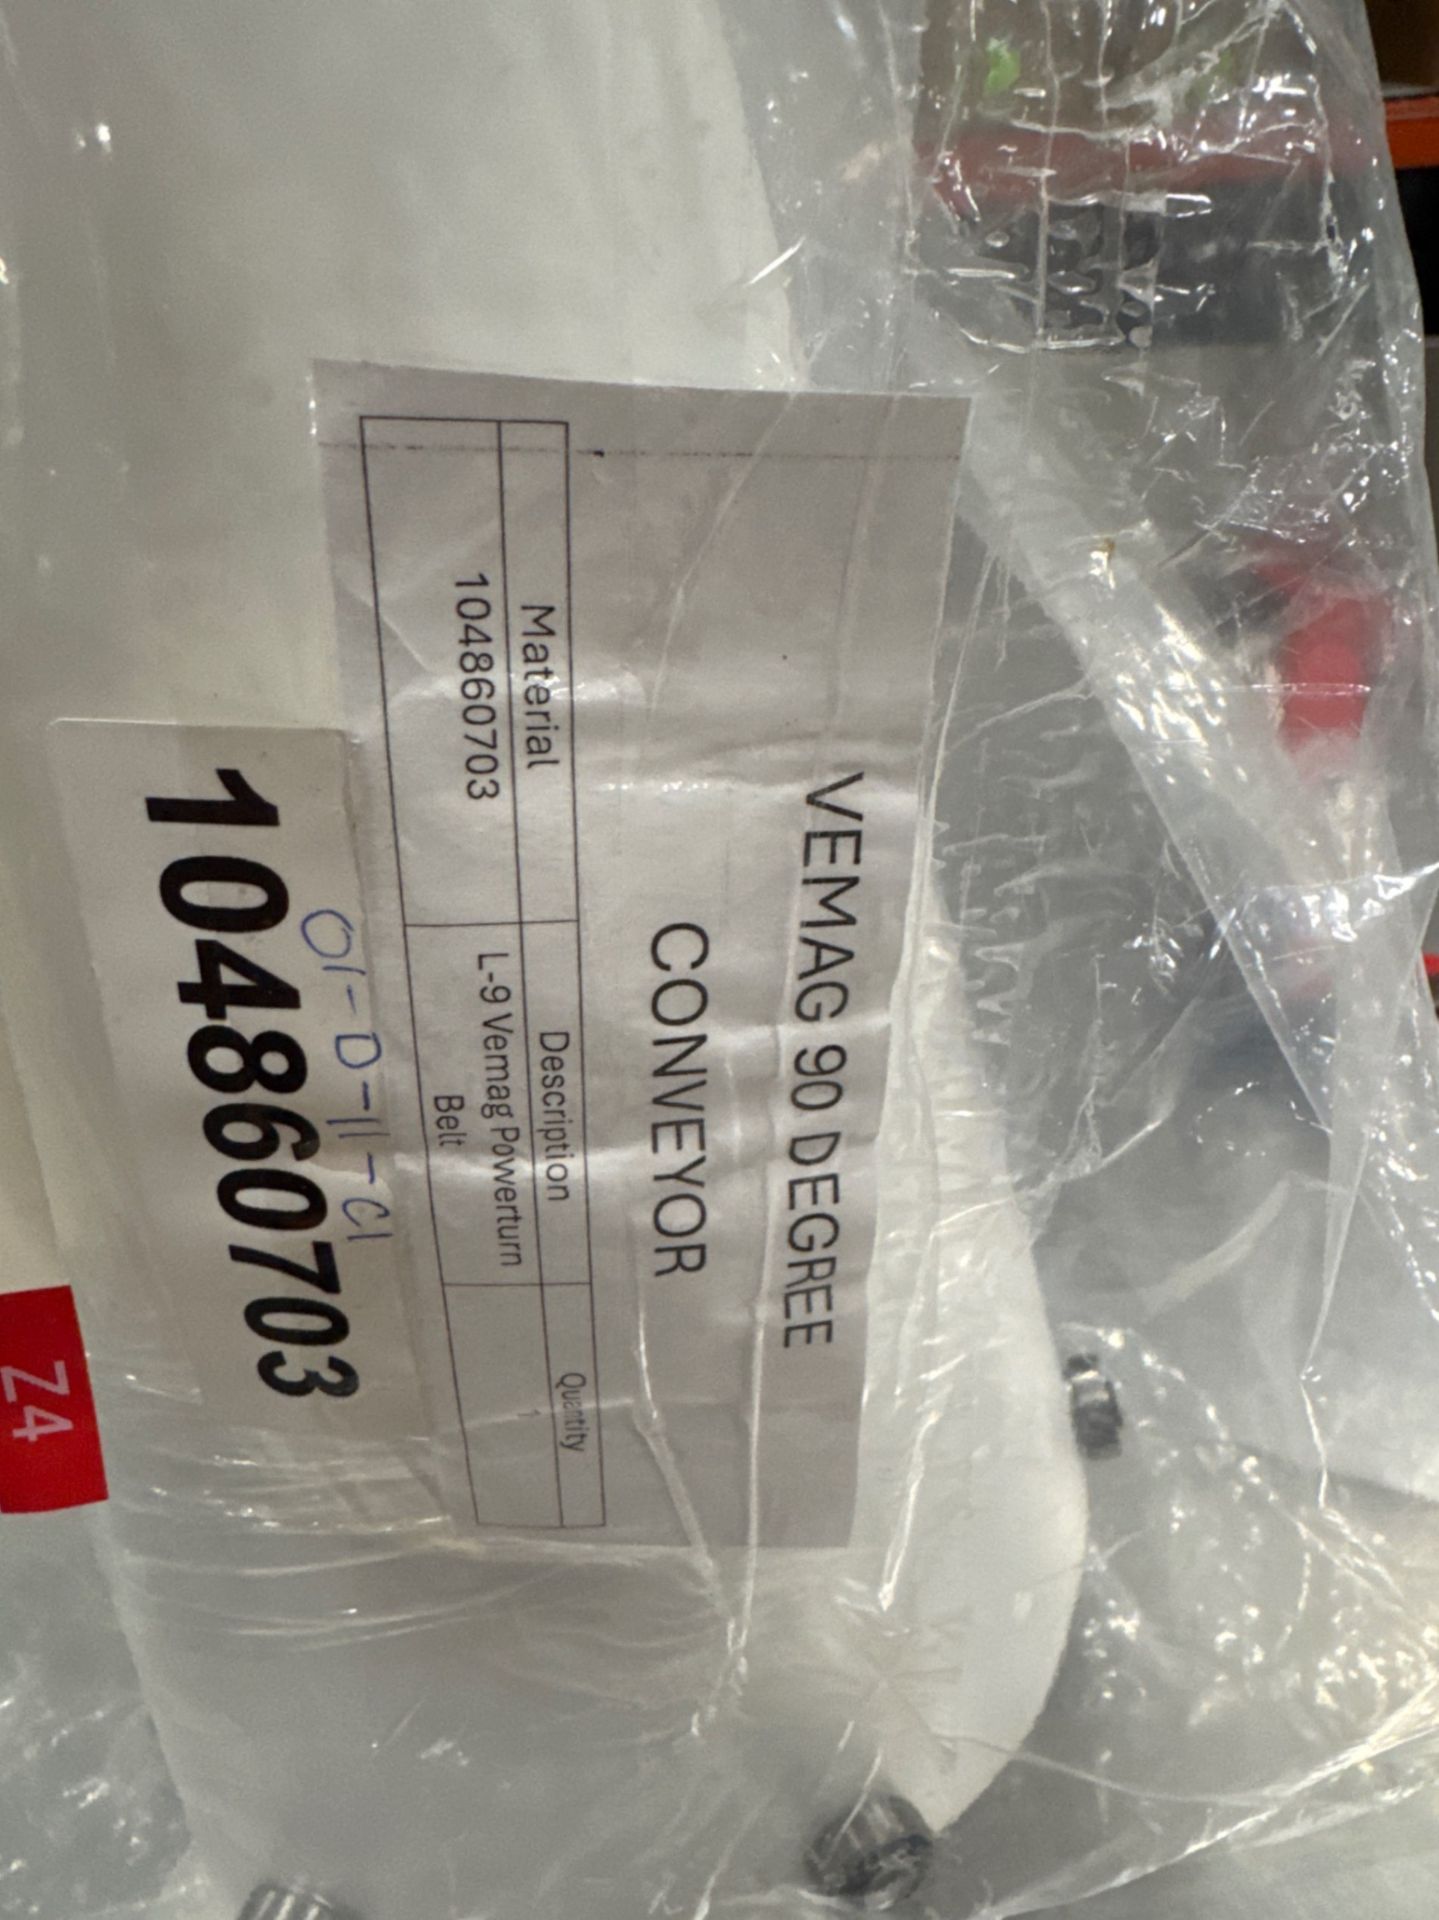 VEMAG 90 DEGREE
CONVEYOR
Material Description Quantity
104860703 L-9 Vemag Powerturn Belt 1
01-D-11-C1
104860703
Z4